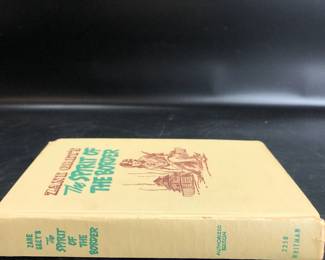 ZANE GREY'S
The SPIRIT OF
THE BORDER
ZANE
GREY'S
The
SPIRIT
OF
THE
BORDER
AUTHORIZED
EDITION
WHITMAN